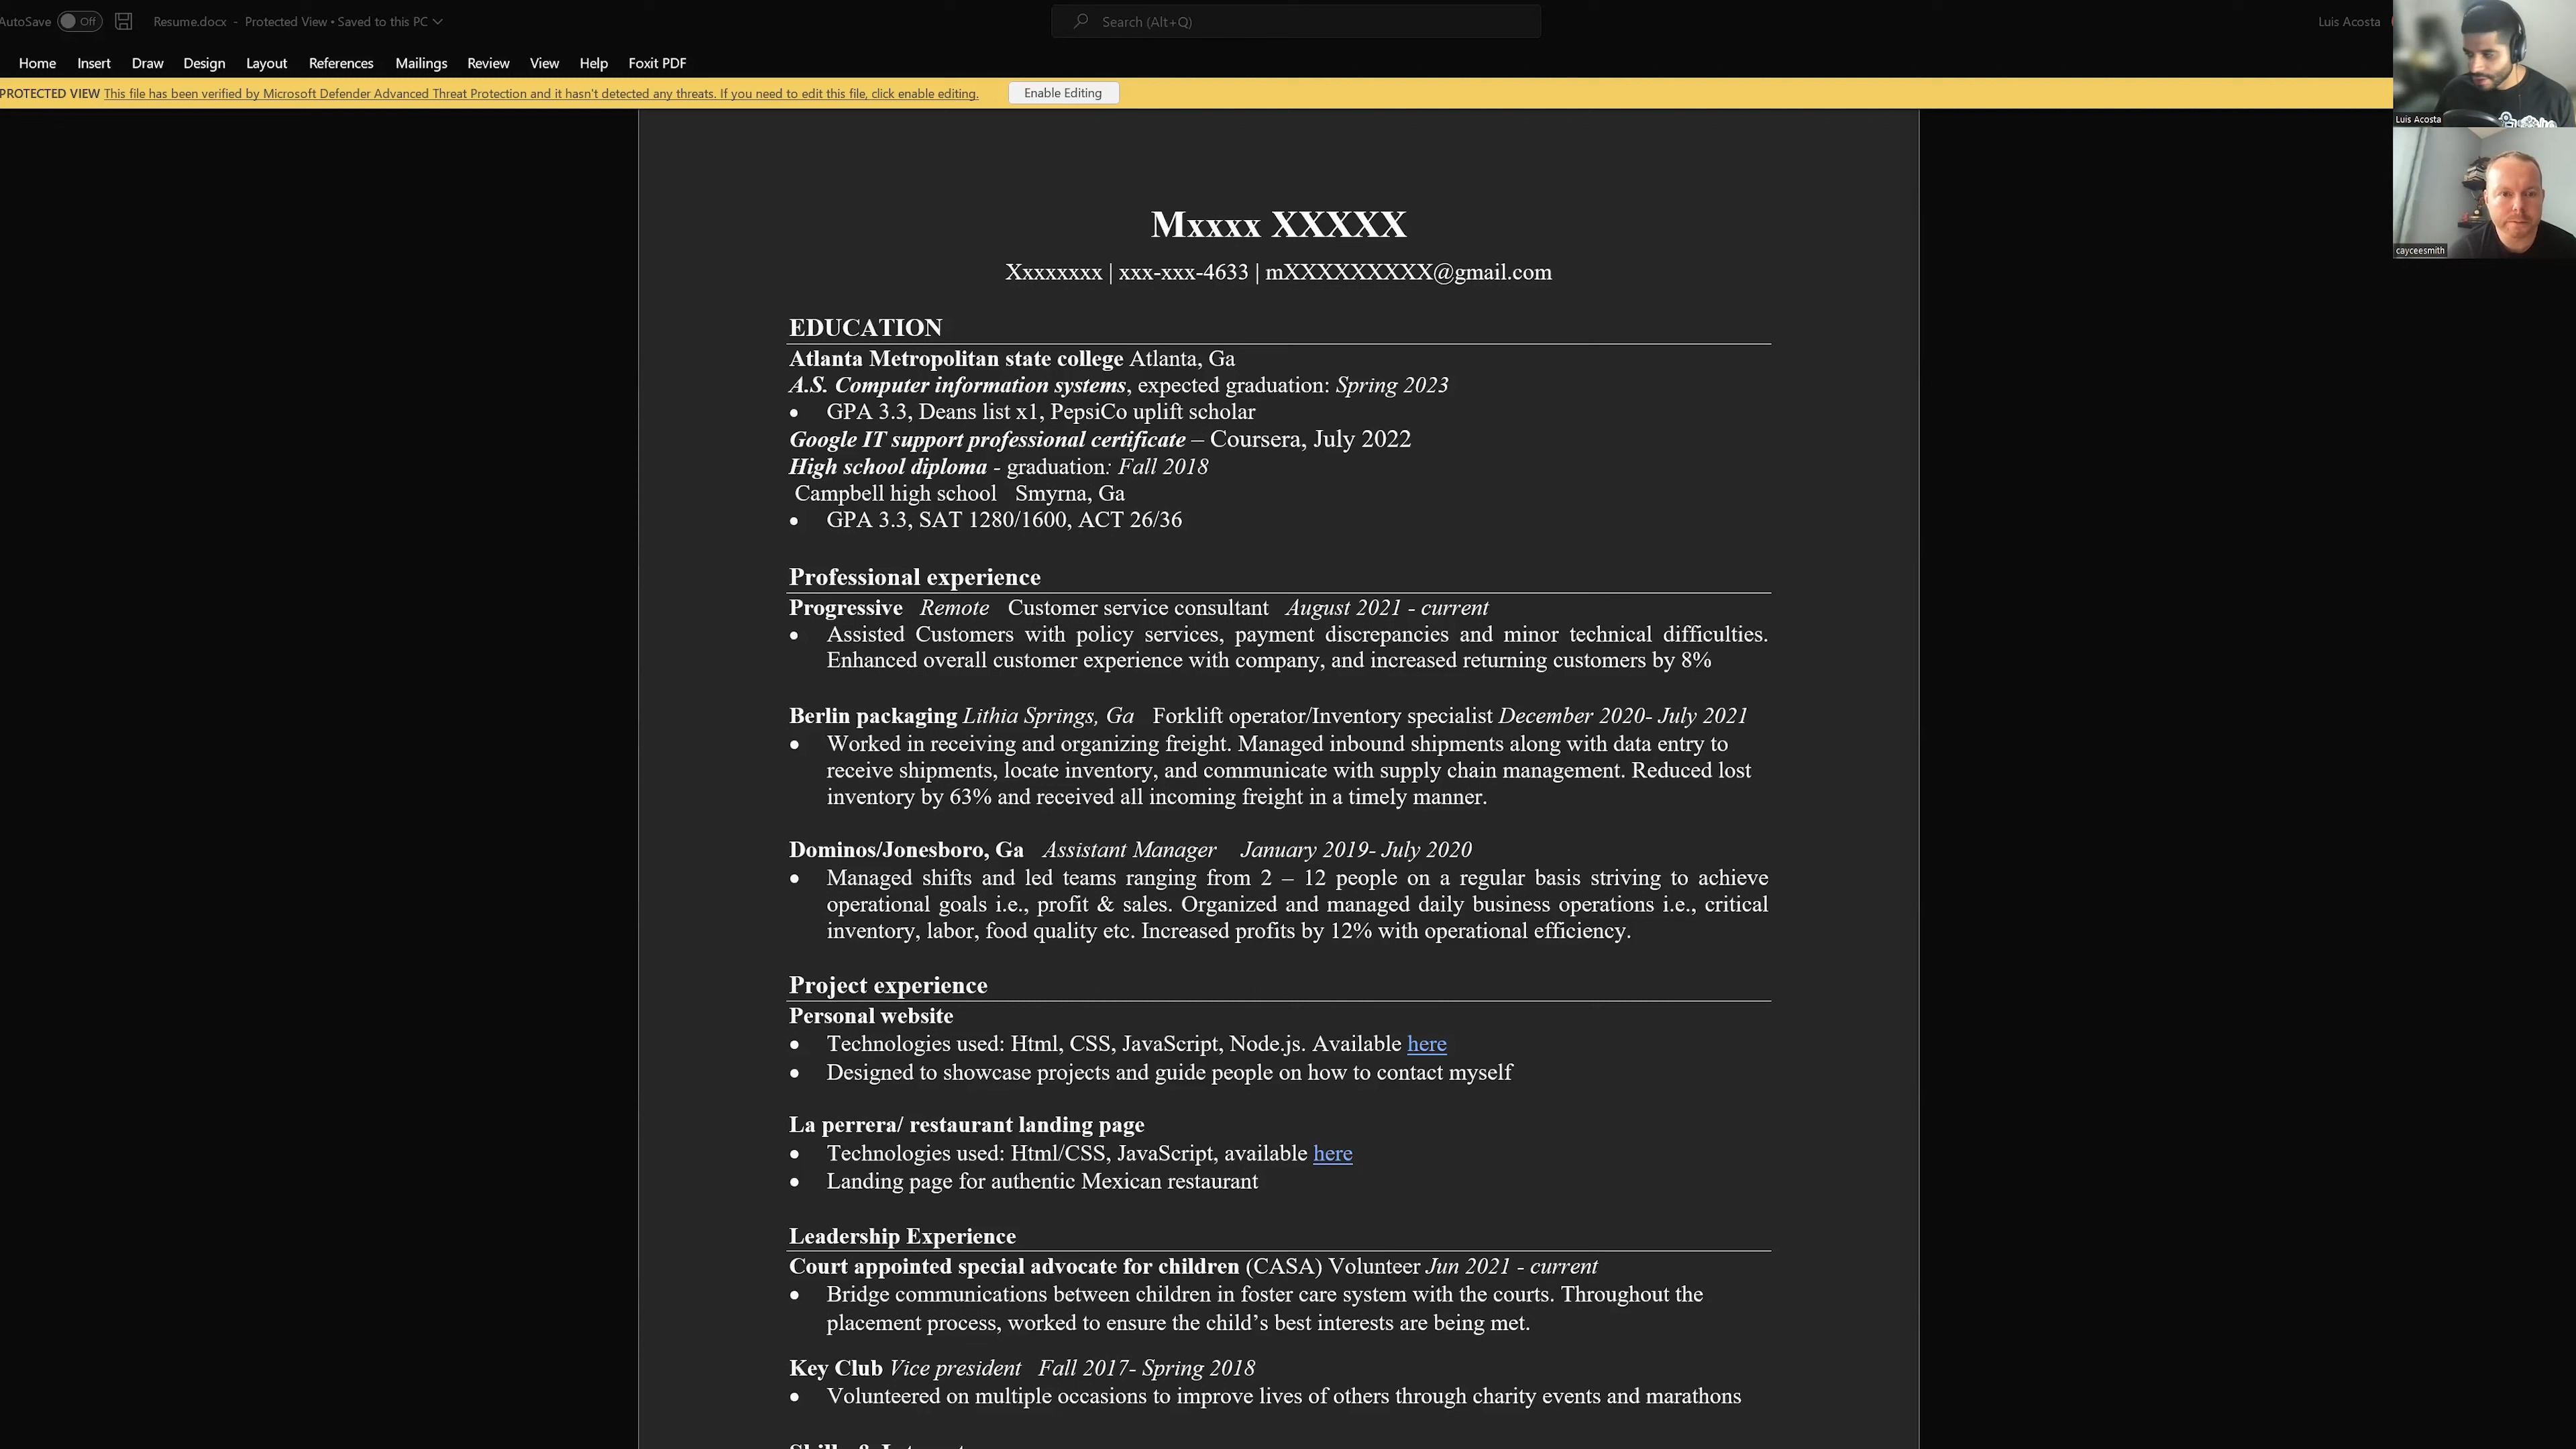 AutoSave Off Resume.docx - Protected View • Saved to this PC Search (Alt+Q) Luis Acosta
Home Insert Draw Design Layout References Mailings Review View Help Foxit PDF
PROTECTED VIEW This file has been verified by Microsoft Defender Advanced Threat Protection and it hasn't detected any threats. If you need to edit this file, click enable editing. Enable Editing
Luis Acosta
cayceesmith
Mxxxx XXXXX
Xxxxxxxx | xxx-xxx-4633 | mXXXXXXXXX@gmail.com
EDUCATION
Atlanta Metropolitan state college Atlanta, Ga
A.S. Computer information systems, expected graduation: Spring 2023
• GPA 3.3, Deans list x1, PepsiCo uplift scholar
Google IT support professional certificate – Coursera, July 2022
High school diploma - graduation: Fall 2018
Campbell high school Smyrna, Ga
• GPA 3.3, SAT 1280/1600, ACT 26/36
Professional experience
Progressive Remote Customer service consultant August 2021 - current
• Assisted Customers with policy services, payment discrepancies and minor technical difficulties.
Enhanced overall customer experience with company, and increased returning customers by 8%
Berlin packaging Lithia Springs, Ga Forklift operator/Inventory specialist December 2020- July 2021
• Worked in receiving and organizing freight. Managed inbound shipments along with data entry to
receive shipments, locate inventory, and communicate with supply chain management. Reduced lost
inventory by 63% and received all incoming freight in a timely manner.
Dominos/Jonesboro, Ga Assistant Manager January 2019- July 2020
• Managed shifts and led teams ranging from 2 – 12 people on a regular basis striving to achieve
operational goals i.e., profit & sales. Organized and managed daily business operations i.e., critical
inventory, labor, food quality etc. Increased profits by 12% with operational efficiency.
Project experience
Personal website
• Technologies used: Html, CSS, JavaScript, Node.js. Available here
• Designed to showcase projects and guide people on how to contact myself
La perrera/ restaurant landing page
• Technologies used: Html/CSS, JavaScript, available here
• Landing page for authentic Mexican restaurant
Leadership Experience
Court appointed special advocate for children (CASA) Volunteer Jun 2021 - current
• Bridge communications between children in foster care system with the courts. Throughout the
placement process, worked to ensure the child’s best interests are being met.
Key Club Vice president Fall 2017- Spring 2018
• Volunteered on multiple occasions to improve lives of others through charity events and marathons